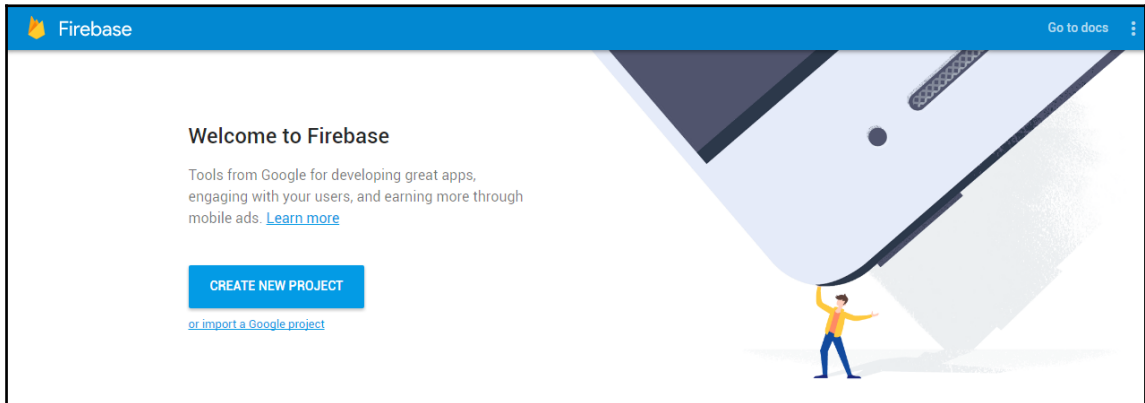 Firebase
Go to docs
Welcome to Firebase
Tools from Google for developing great apps,
engaging with your users, and earning more through
mobile ads. Learn more
CREATE NEW PROJECT
or import a Google project